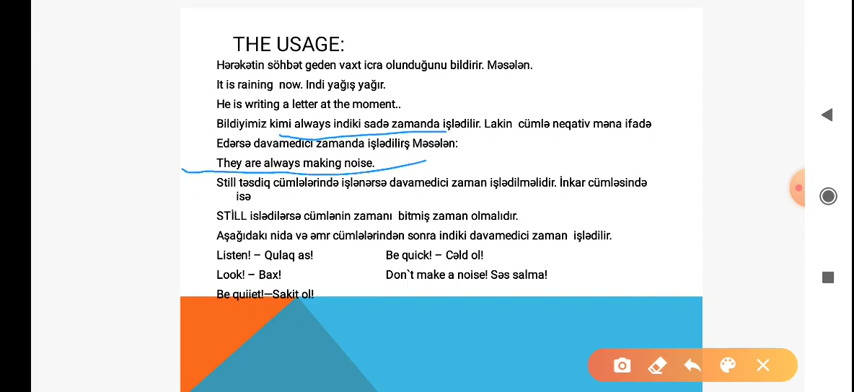 THE USAGE:
Hərəkətin söhbət geden vaxt icra olunduğunu bildirir. Məsələn.
It is raining now. Indi yağış yağır.
He is writing a letter at the moment..
Bildiyimiz kimi always indiki sadə zamanda işlədilir. Lakin cümlə neqativ məna ifadə
Edərsə davamedici zamanda işlədilirş Məsələn:
They are always making noise.
Still təsdiq cümlələrində işlənərsə davamedici zaman işlədilməlidir. İnkar cümləsində
isə
STİLL islədilərsə cümlənin zamanı bitmiş zaman olmalıdır.
Aşağıdakı nida və əmr cümlələrindən sonra indiki davamedici zaman işlədilir.
Listen! – Qulaq as! Be quick! – Cəld ol!
Look! – Bax! Don`t make a noise! Səs salma!
Be quiiet!—Sakit ol!